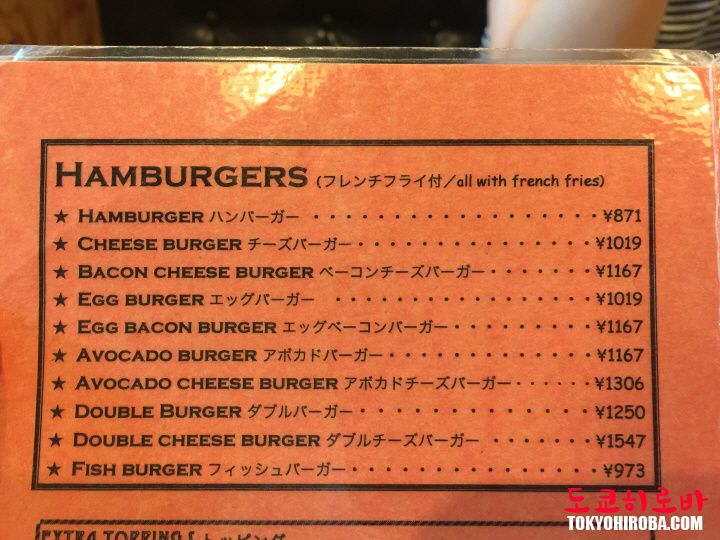 HAMBURGERS (フレンチフライ付／all with french fries)
★ HAMBURGER ハンバーガー ・・・・・・・・・・・・・・・・・・・¥871
★ CHEESE BURGER チーズバーガー・・・・・・・・・・・・・・・¥1019
★ BACON CHEESE BURGER ベーコンチーズバーガー・・・・・・・¥1167
★ EGG BURGER エッグバーガー ・・・・・・・・・・・・・・・・・¥1019
★ EGG BACON BURGER エッグベーコンバーガー・・・・・・・・・¥1167
★ AVOCADO BURGER アボカドバーガー・・・・・・・・・・・・・¥1167
★ AVOCADO CHEESE BURGER アボカドチーズバーガー・・・・・・¥1306
★ DOUBLE BURGER ダブルバーガー・・・・・・・・・・・・・・・¥1250
★ DOUBLE CHEESE BURGER ダブルチーズバーガー ・・・・・・・¥1547
★ FISH BURGER フィッシュバーガー・・・・・・・・・・・・・・・・¥973
EXTRA TOPPING トッピング
도쿄히로바
TOKYOHIROBA.COM